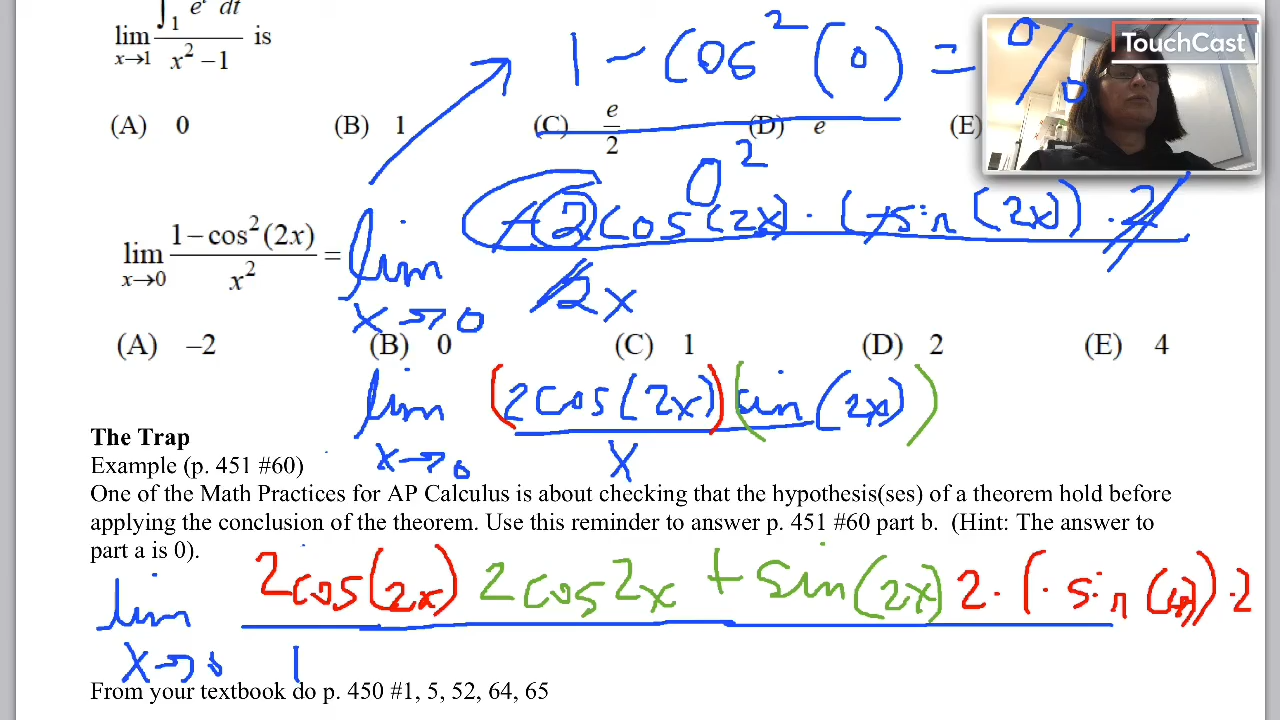 ∫₁ eᵗ dt
lim x→1 x² − 1 is
1 − cos² (0) = 0/0
0²
TouchCast
(A) 0 (B) 1 (C) e/2 (D) e (E)
lim x→0 (1 − cos² (2x)) / x² =
lim x→0 −2 cos (2x) · (−sin (2x)) · 2
2x
(A) −2 (B) 0 (C) 1 (D) 2 (E) 4
lim x→0 (2cos(2x)) (sin (2x))
x
The Trap
Example (p. 451 #60)
One of the Math Practices for AP Calculus is about checking that the hypothesis(ses) of a theorem hold before
applying the conclusion of the theorem. Use this reminder to answer p. 451 #60 part b. (Hint: The answer to
part a is 0).
lim x→0 2cos(2x) 2cos2x + sin(2x) 2·(·sin ( )) ·2
1
From your textbook do p. 450 #1, 5, 52, 64, 65